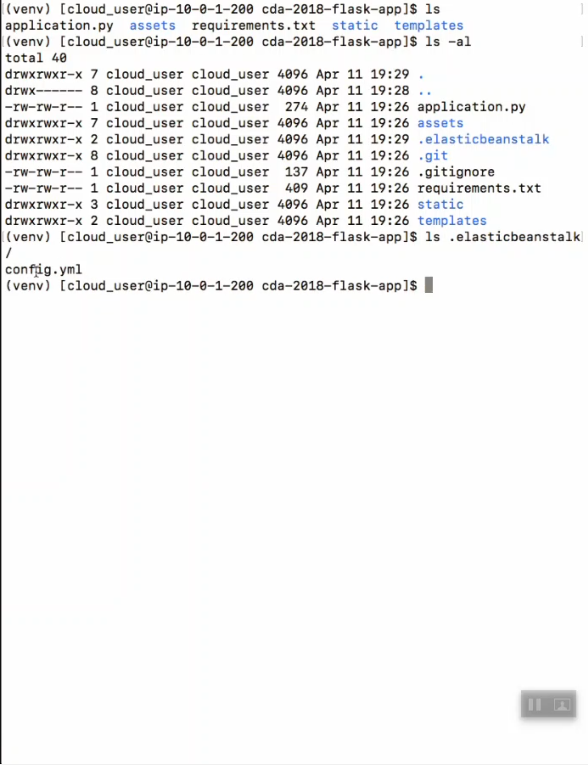 (venv) [cloud_user@ip-10-0-1-200 cda-2018-flask-app]$ ls
application.py  assets  requirements.txt  static  templates
(venv) [cloud_user@ip-10-0-1-200 cda-2018-flask-app]$ ls -al
total 40
drwxrwxr-x 7 cloud_user cloud_user 4096 Apr 11 19:29 .
drwx------ 8 cloud_user cloud_user 4096 Apr 11 19:28 ..
-rw-rw-r-- 1 cloud_user cloud_user  274 Apr 11 19:26 application.py
drwxrwxr-x 7 cloud_user cloud_user 4096 Apr 11 19:26 assets
drwxrwxr-x 2 cloud_user cloud_user 4096 Apr 11 19:29 .elasticbeanstalk
drwxrwxr-x 8 cloud_user cloud_user 4096 Apr 11 19:26 .git
-rw-rw-r-- 1 cloud_user cloud_user  137 Apr 11 19:26 .gitignore
-rw-rw-r-- 1 cloud_user cloud_user  409 Apr 11 19:26 requirements.txt
drwxrwxr-x 3 cloud_user cloud_user 4096 Apr 11 19:26 static
drwxrwxr-x 2 cloud_user cloud_user 4096 Apr 11 19:26 templates
(venv) [cloud_user@ip-10-0-1-200 cda-2018-flask-app]$ ls .elasticbeanstalk
/
config.yml
(venv) [cloud_user@ip-10-0-1-200 cda-2018-flask-app]$